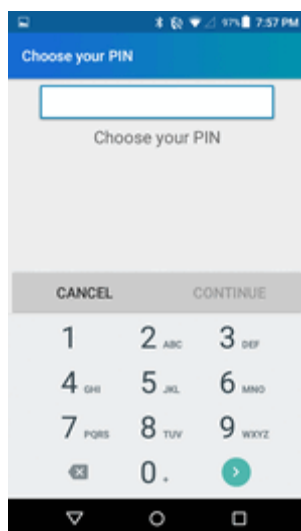 97% 7:57 PM
Choose your PIN
Choose your PIN
CANCEL CONTINUE
1 2 ABC 3 DEF
4 GHI 5 JKL 6 MNO
7 PQRS 8 TUV 9 WXYZ
0 .